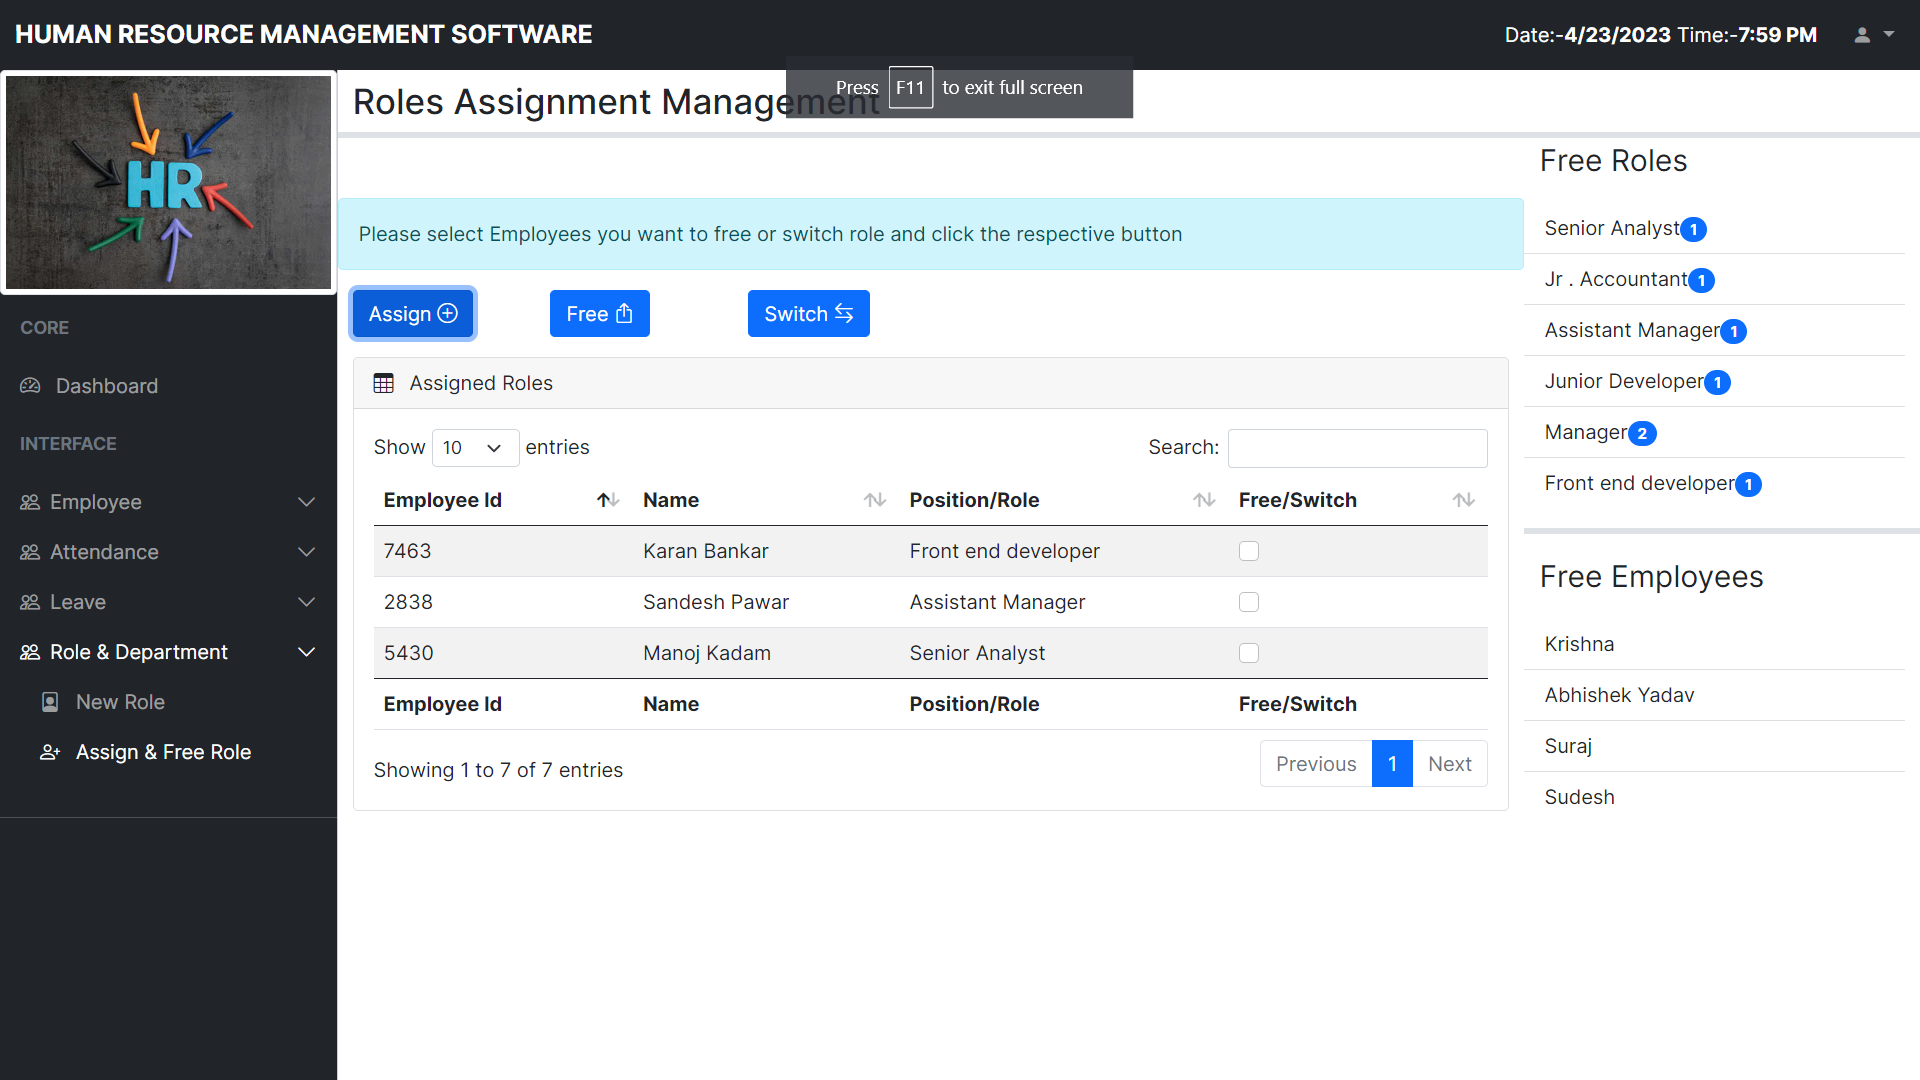 HUMAN RESOURCE MANAGEMENT SOFTWARE
Date:-4/23/2023 Time:-7:59 PM
Press F11 to exit full screen
HR
CORE
Dashboard
INTERFACE
Employee
Attendance
Leave
Role & Department
New Role
Assign & Free Role
Roles Assignment Management
Please select Employees you want to free or switch role and click the respective button
Assign Free Switch
Assigned Roles
Show 10 entries Search:
Employee Id Name Position/Role Free/Switch
7463 Karan Bankar Front end developer
2838 Sandesh Pawar Assistant Manager
5430 Manoj Kadam Senior Analyst
Employee Id Name Position/Role Free/Switch
Showing 1 to 7 of 7 entries Previous 1 Next
Free Roles
Senior Analyst 1
Jr . Accountant 1
Assistant Manager 1
Junior Developer 1
Manager 2
Front end developer 1
Free Employees
Krishna
Abhishek Yadav
Suraj
Sudesh